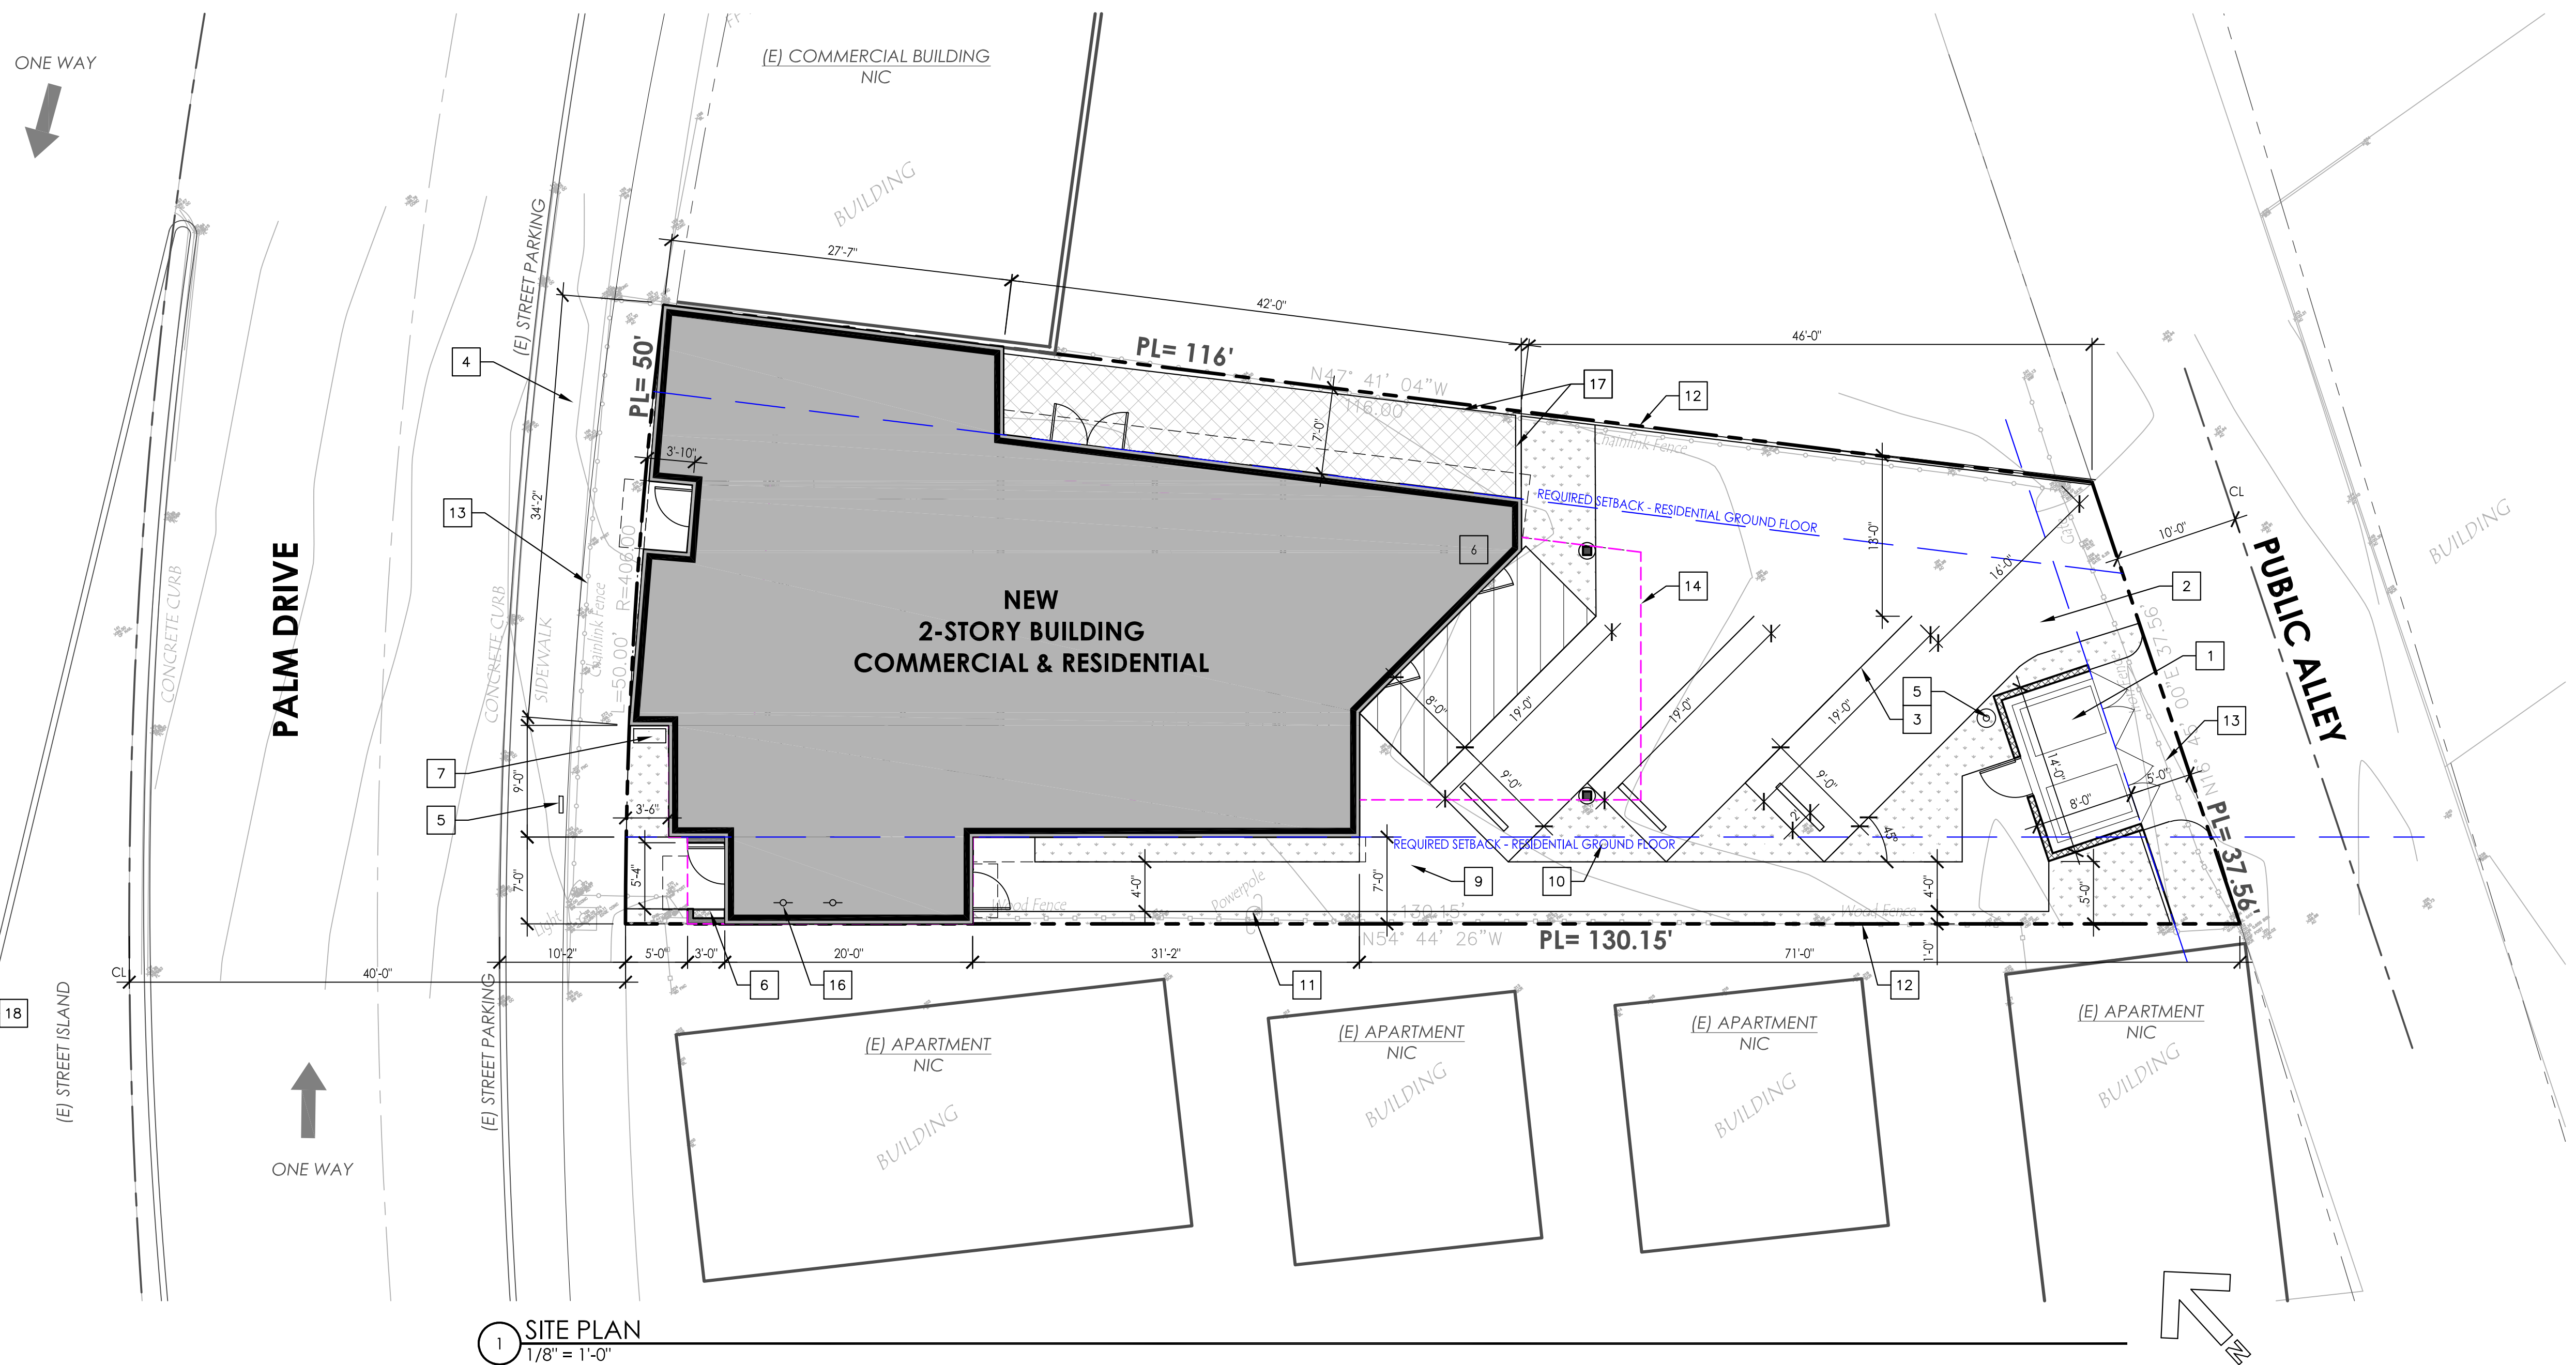 ONE WAY
(E) COMMERCIAL BUILDING
NIC
BUILDING
(E) STREET PARKING
27'-7"
42'-0"
46'-0"
PL= 50'
PL= 116'
N47° 41' 04"W
116.00'
4
17
12
Chainlink Fence
7'-0"
3'-10"
34'-2"
13
CL
10'-0"
BUILDING
REQUIRED SETBACK - RESIDENTIAL GROUND FLOOR
18'-0"
16'-0"
6
PALM DRIVE
CONCRETE CURB
CONCRETE CURB
SIDEWALK
Chainlink Fence
L=50.00' R=406.00'
NEW
2-STORY BUILDING
COMMERCIAL & RESIDENTIAL
14
2
PUBLIC ALLEY
1
5
3
13
8'-0"
19'-0"
19'-0"
19'-0"
9'-0"
9'-0"
2'
45°
14'-0"
8'-0"
5'-0"
N16° 45' 00"E 37.56'
PL= 37.56'
7
5
9'-0"
3'-6"
7'-0"
5'-4"
REQUIRED SETBACK - RESIDENTIAL GROUND FLOOR
9
10
4'-0"
7'-0"
4'-0"
5'-0"
1'-0"
Light
Wood Fence
Powerpole
Wood Fence
130.15'
N54° 44' 26"W
PL= 130.15'
10'-2"
5'-0"
3'-0"
20'-0"
31'-2"
71'-0"
CL
40'-0"
6
16
11
12
18
(E) STREET ISLAND
(E) STREET PARKING
ONE WAY
(E) APARTMENT
NIC
BUILDING
(E) APARTMENT
NIC
BUILDING
(E) APARTMENT
NIC
BUILDING
(E) APARTMENT
NIC
BUILDING
N
1
SITE PLAN
1/8" = 1'-0"